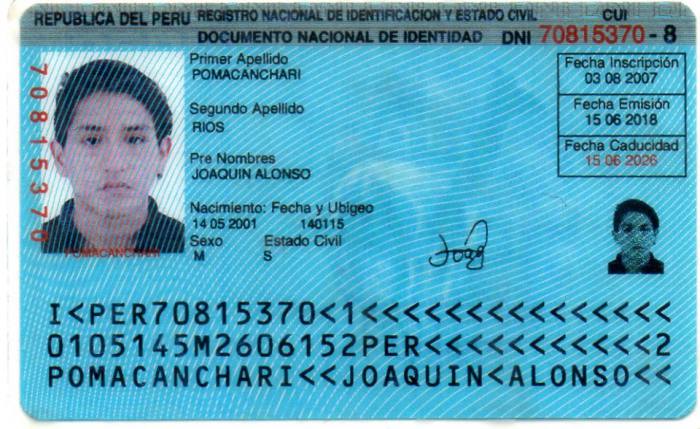 REPUBLICA DEL PERU REGISTRO NACIONAL DE IDENTIFICACION Y ESTADO CIVIL CUI
DOCUMENTO NACIONAL DE IDENTIDAD DNI 70815370 - 8
Primer Apellido
POMACANCHARI
Segundo Apellido
RIOS
Pre Nombres
JOAQUIN ALONSO
Nacimiento: Fecha y Ubigeo
14 05 2001 140115
Sexo Estado Civil
M S
Fecha Inscripción
03 08 2007
Fecha Emisión
15 06 2018
Fecha Caducidad
15 06 2026
70815370
POMACANCHARI
I<PER70815370<1<<<<<<<<<<<<<<<
0105145M2606152PER<<<<<<<<<<<2
POMACANCHARI<<JOAQUIN<ALONSO<<